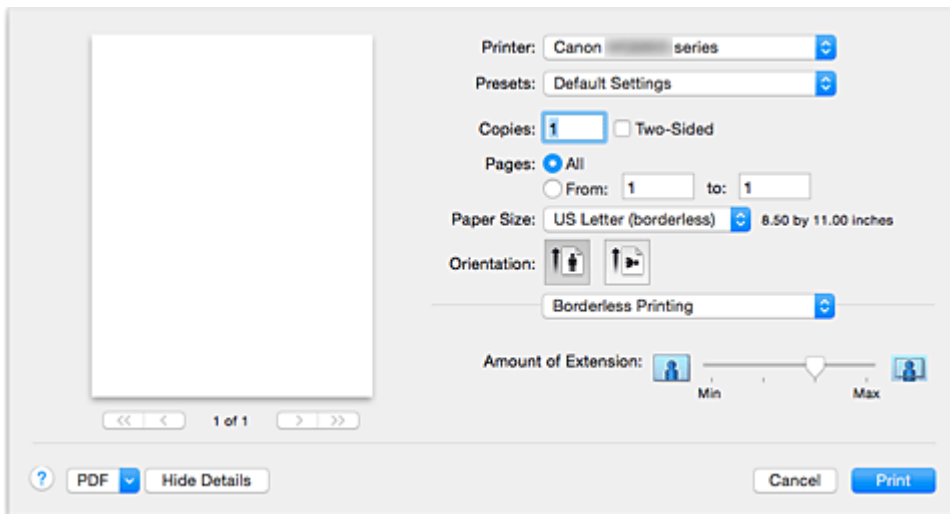 Printer: Canon series
Presets: Default Settings
Copies: 1 Two-Sided
Pages: All
From: 1 to: 1
Paper Size: US Letter (borderless) 8.50 by 11.00 inches
Orientation:
Borderless Printing
Amount of Extension:
Min Max
<< < 1 of 1 > >>
? PDF Hide Details Cancel Print